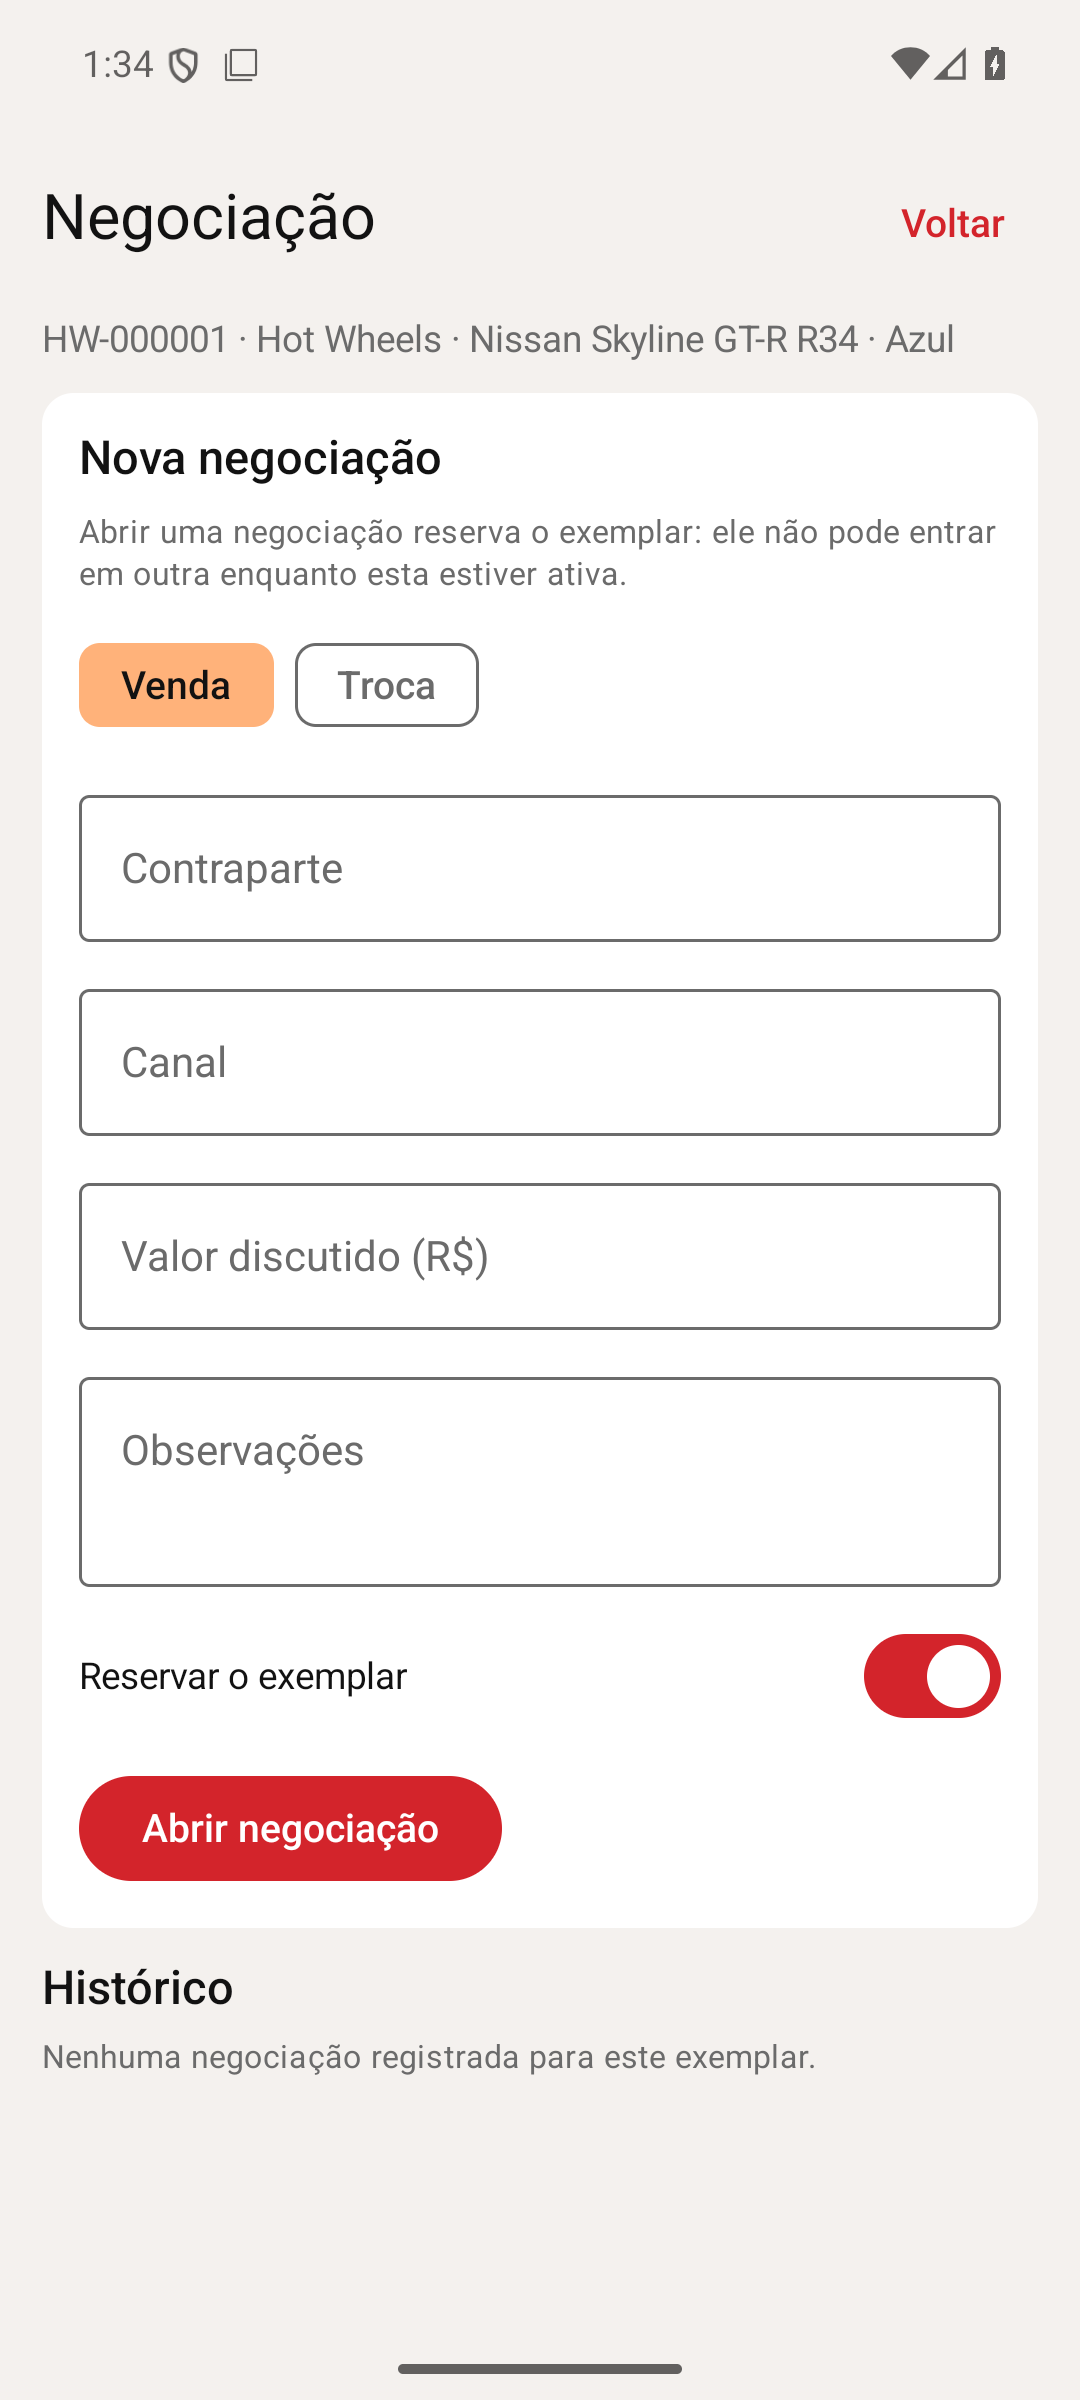 1:34
Negociação
Voltar
HW-000001 · Hot Wheels · Nissan Skyline GT-R R34 · Azul
Nova negociação
Abrir uma negociação reserva o exemplar: ele não pode entrar
em outra enquanto esta estiver ativa.
Venda
Troca
Contraparte
Canal
Valor discutido (R$)
Observações
Reservar o exemplar
Abrir negociação
Histórico
Nenhuma negociação registrada para este exemplar.